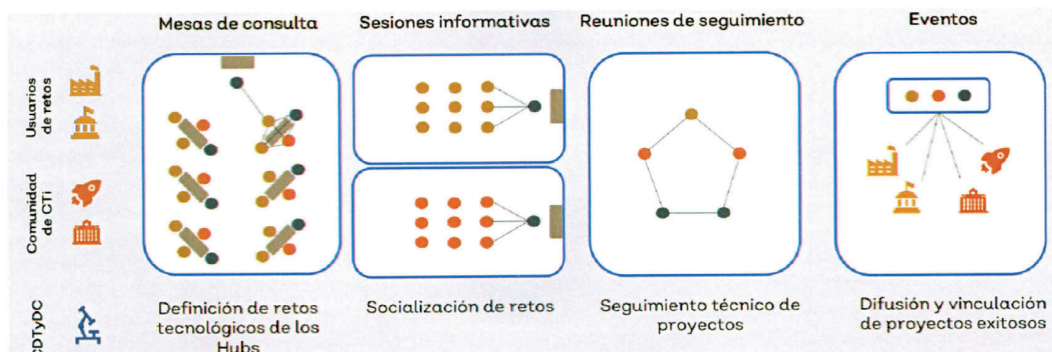 Mesas de consulta
Sesiones informativas
Reuniones de seguimiento
Eventos
Usuarios
de retos
Comunidad
de CTi
CDTyDC
Definición de retos
tecnológicos de los
Hubs
Socialización de retos
Seguimiento técnico de
proyectos
Difusión y vinculación
de proyectos exitosos